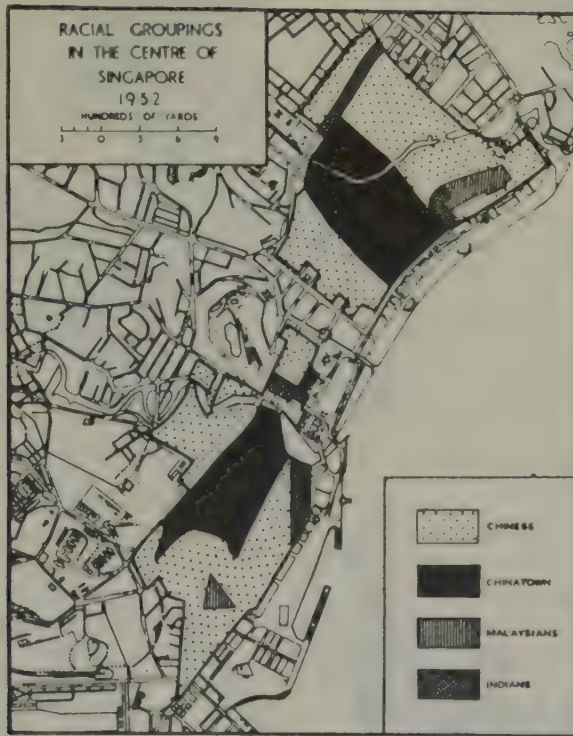 RACIAL GROUPINGS
IN THE CENTRE OF
SINGAPORE
1952
HUNDREDS OF YARDS
3 0 3 6 9
CHINESE
CHINATOWN
MALAYSIANS
INDIANS